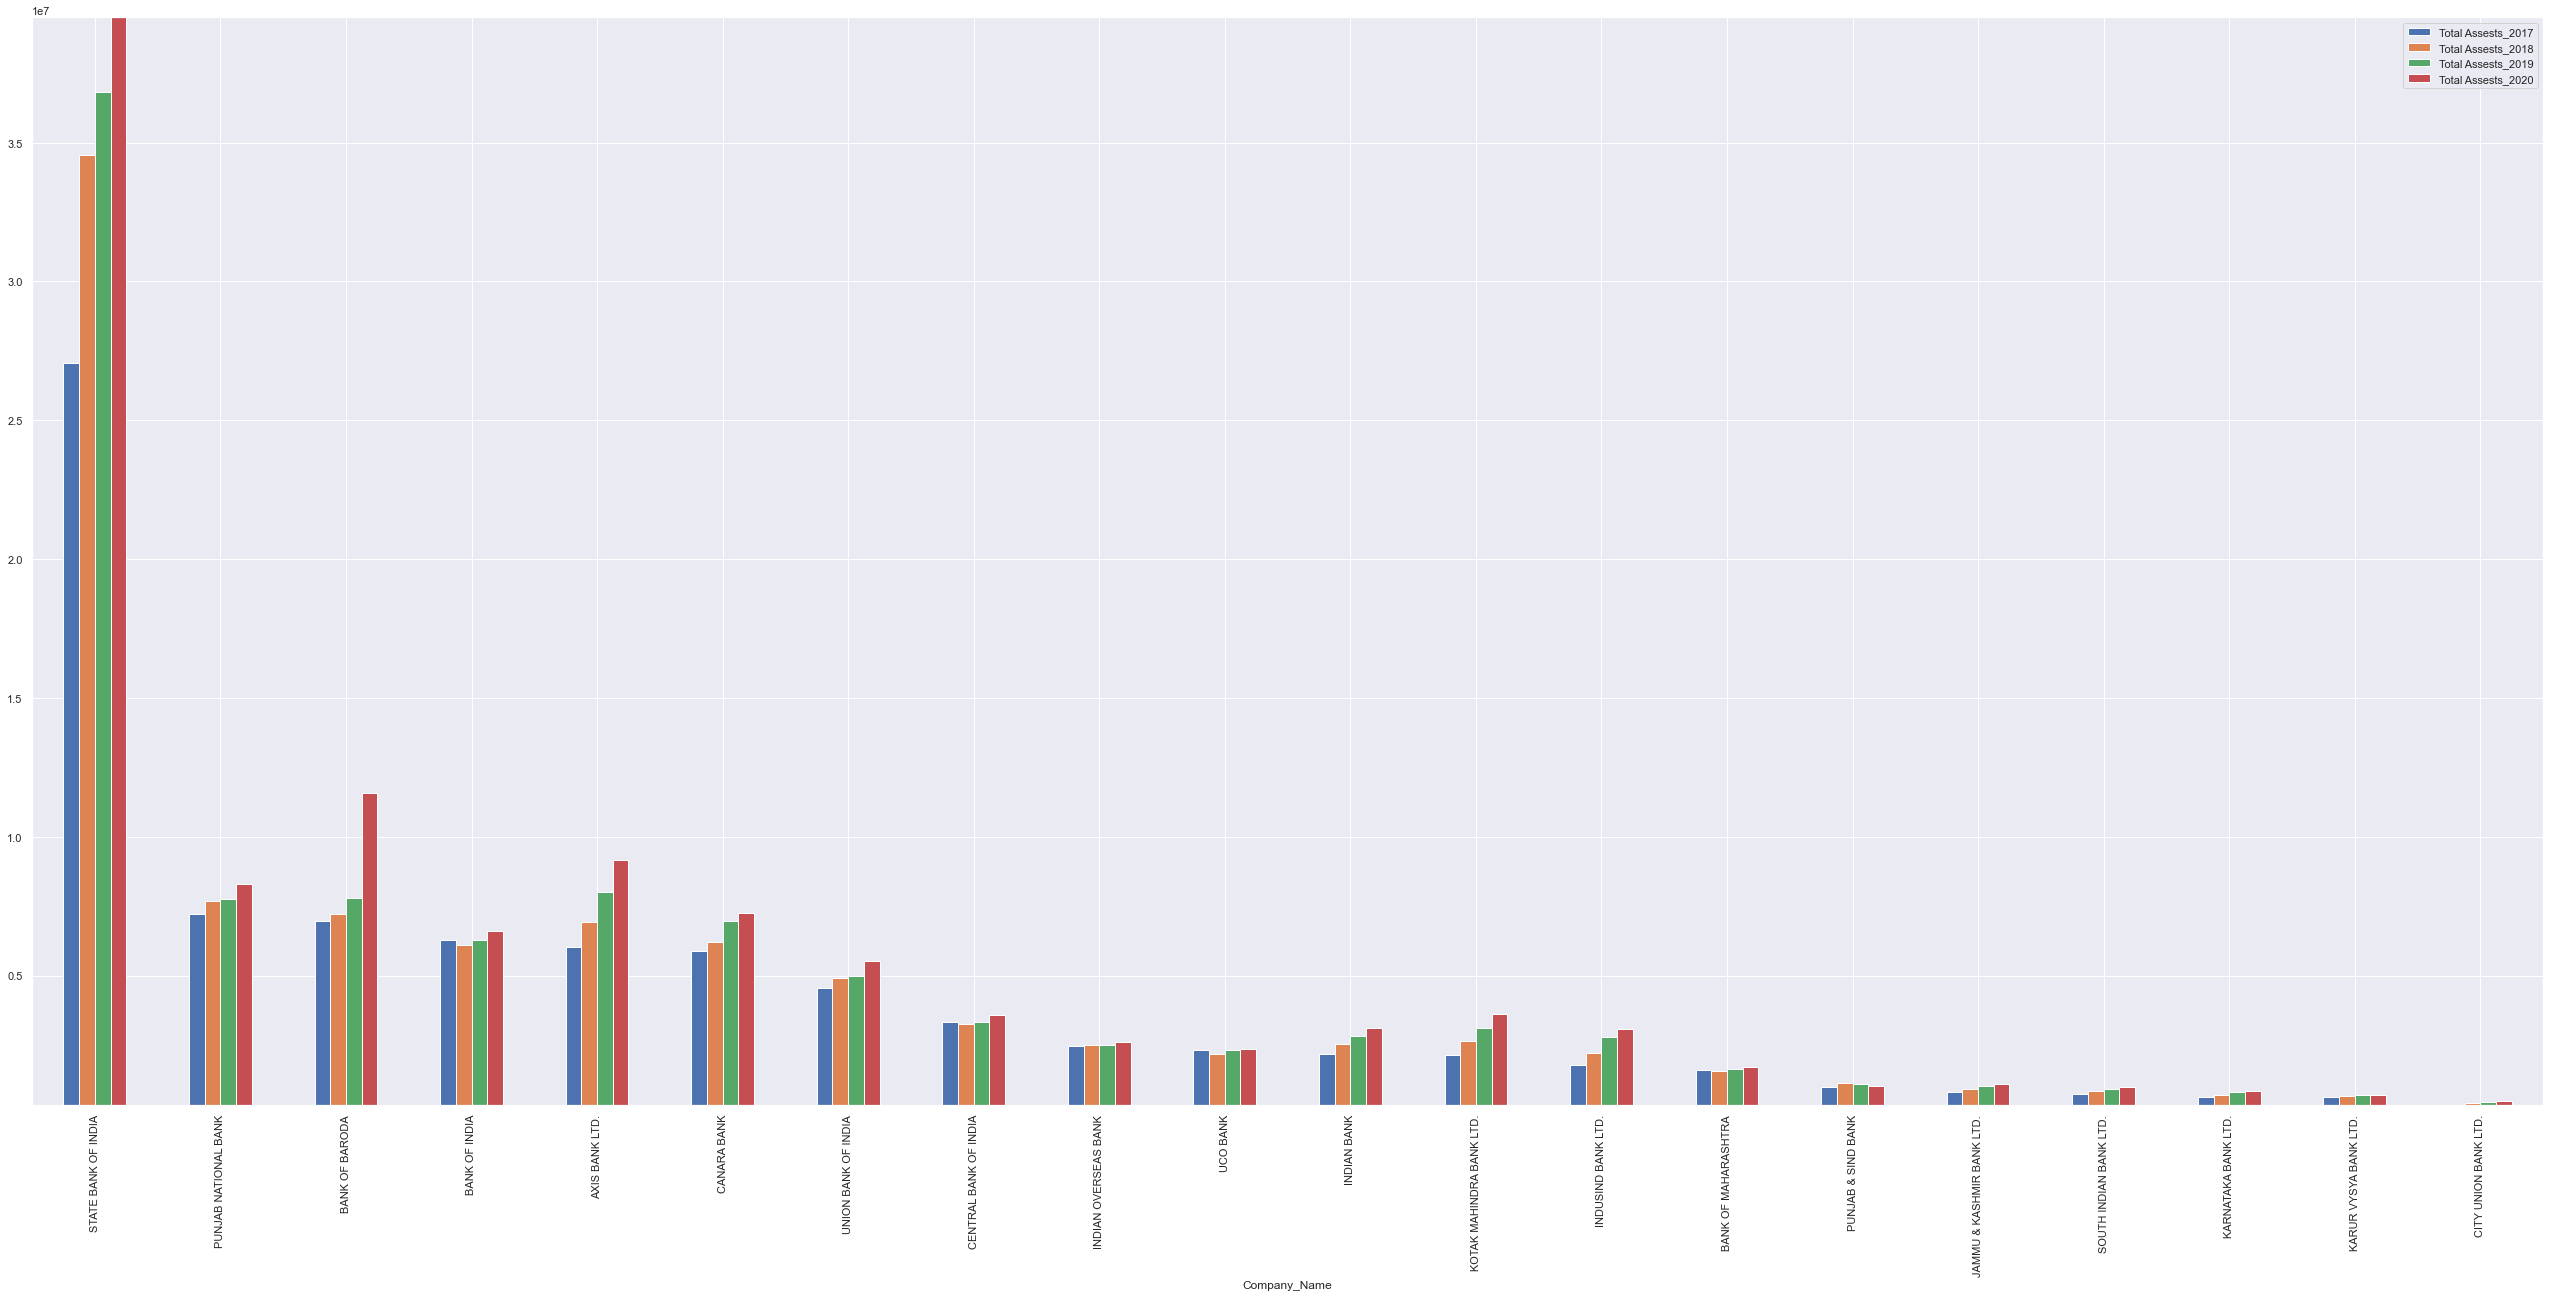 1e7
Total Assests_2017
Total Assests_2018
Total Assests_2019
Total Assests_2020
3.5
3.0
2.5
2.0
1.5
1.0
0.5
STATE BANK OF INDIA
PUNJAB NATIONAL BANK
BANK OF BARODA
BANK OF INDIA
AXIS BANK LTD.
CANARA BANK
UNION BANK OF INDIA
CENTRAL BANK OF INDIA
INDIAN OVERSEAS BANK
UCO BANK
INDIAN BANK
KOTAK MAHINDRA BANK LTD.
INDUSIND BANK LTD.
BANK OF MAHARASHTRA
PUNJAB & SIND BANK
JAMMU & KASHMIR BANK LTD.
SOUTH INDIAN BANK LTD.
KARNATAKA BANK LTD.
KARUR VYSYA BANK LTD.
CITY UNION BANK LTD.
Company_Name